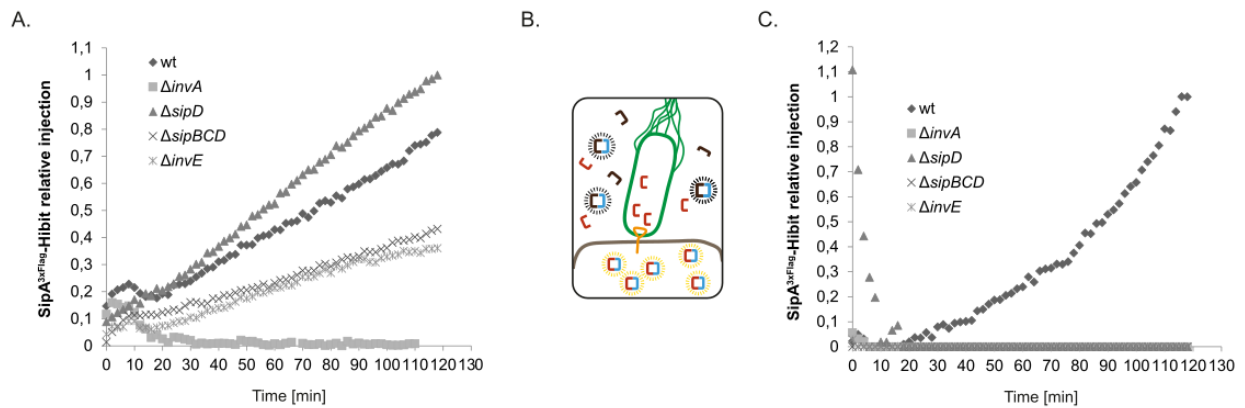 A.
SipA3xFlag-Hibit relative injection
1,1
1
0,9
0,8
0,7
0,6
0,5
0,4
0,3
0,2
0,1
0
wt
ΔinvA
ΔsipD
ΔsipBCD
ΔinvE
0 10 20 30 40 50 60 70 80 90 100 110 120 130
Time [min]
B.
C.
SipA3xFlag-Hibit relative injection
1,2
1,1
1
0,9
0,8
0,7
0,6
0,5
0,4
0,3
0,2
0,1
0
wt
ΔinvA
ΔsipD
ΔsipBCD
ΔinvE
0 10 20 30 40 50 60 70 80 90 100 110 120 130
Time [min]